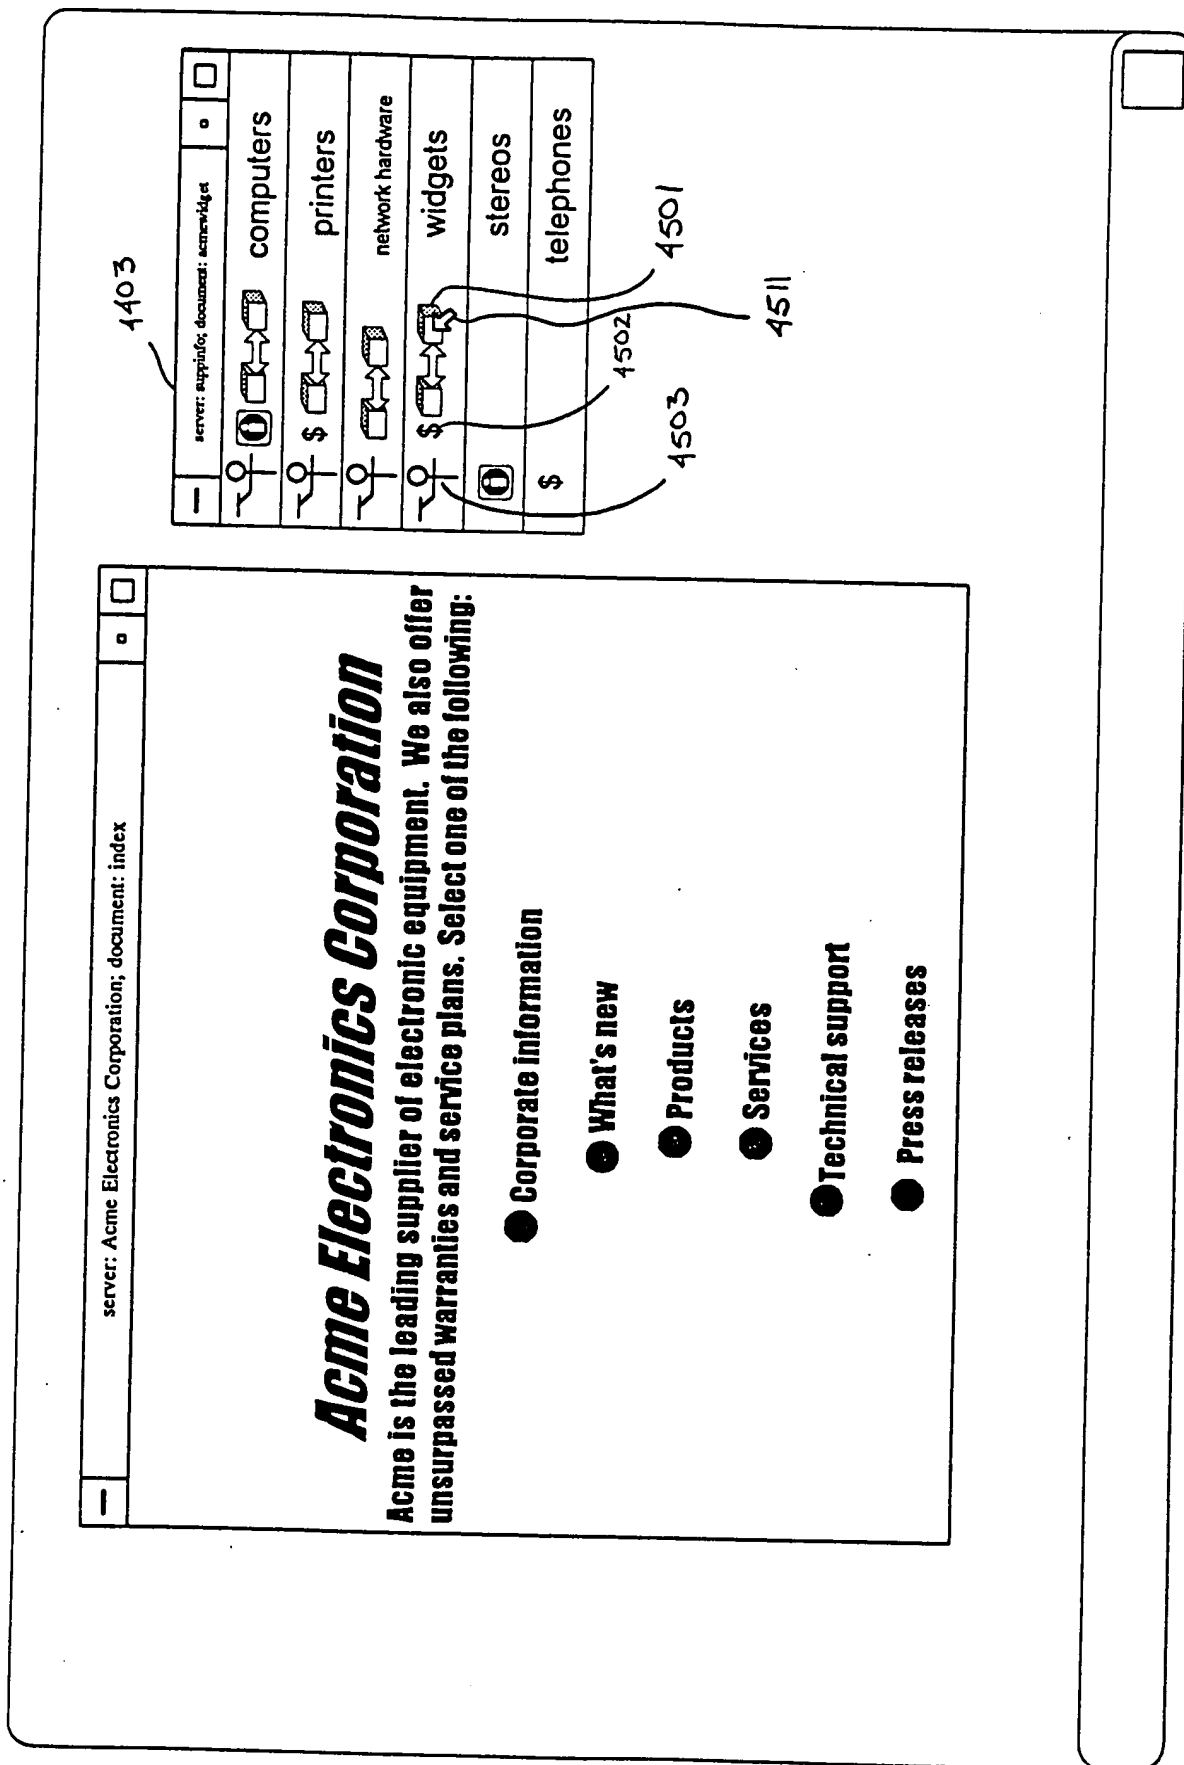 server: Acme Electronics Corporation; document: index
Acme Electronics Corporation
Acme is the leading supplier of electronic equipment. We also offer
unsurpassed warranties and service plans. Select one of the following:
Corporate information
What's new
Products
Services
Technical support
Press releases
4403
server: suppinfo; document: acmewidget
i computers
$ printers
network hardware
$ widgets
i stereos
$ telephones
4503
4502
4501
4511